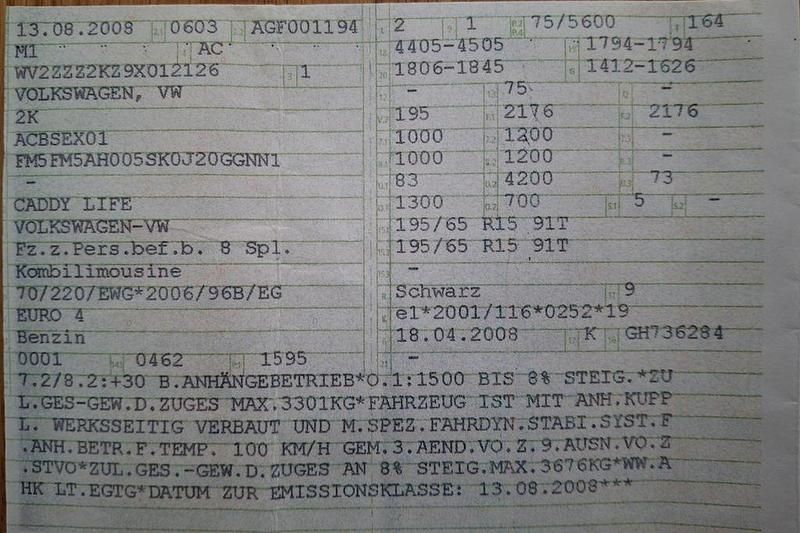 13.08.2008 0603 AGF001194
M1 AC
WV2ZZZ2KZ9X012126 1
VOLKSWAGEN, VW
2K
ACBSEX01
FM5FM5AH005SK0J20GGNN1
-
CADDY LIFE
VOLKSWAGEN-VW
Fz.z.Pers.bef.b. 8 Spl.
Kombilimousine
70/220/EWG*2006/96B/EG
EURO 4
Benzin
0001 0462 1595
2 1 75/5600 164
4405-4505 1794-1794
1806-1845 1412-1626
- 75 -
195 2176 2176
1000 1200 -
1000 1200 -
83 4200 73
1300 700 5 -
195/65 R15 91T
195/65 R15 91T
-
Schwarz 9
e1*2001/116*0252*19
18.04.2008 K GH736284
-
7.2/8.2:+30 B.ANHÄNGEBETRIEB*O.1:1500 BIS 8% STEIG.*ZU
L.GES-GEW.D.ZUGES MAX.3301KG*FAHRZEUG IST MIT ANH.KUPP
L. WERKSSEITIG VERBAUT UND M.SPEZ.FAHRDYN.STABI.SYST.F
.ANH.BETR.F.TEMP. 100 KM/H GEM.3.AEND.VO.Z.9.AUSN.VO.Z
.STVO*ZUL.GES.-GEW.D.ZUGES AN 8% STEIG.MAX.3676KG*WW.A
HK LT.EGTG*DATUM ZUR EMISSIONSKLASSE: 13.08.2008***